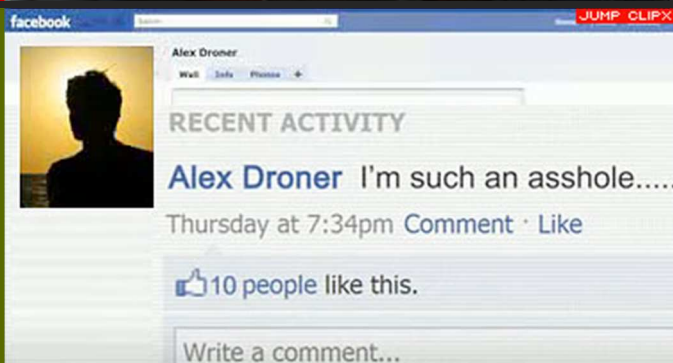 facebook
JUMP CLIPX
Alex Droner
Wall Info Photos +
RECENT ACTIVITY
Alex Droner I'm such an asshole.....
Thursday at 7:34pm Comment · Like
10 people like this.
Write a comment...